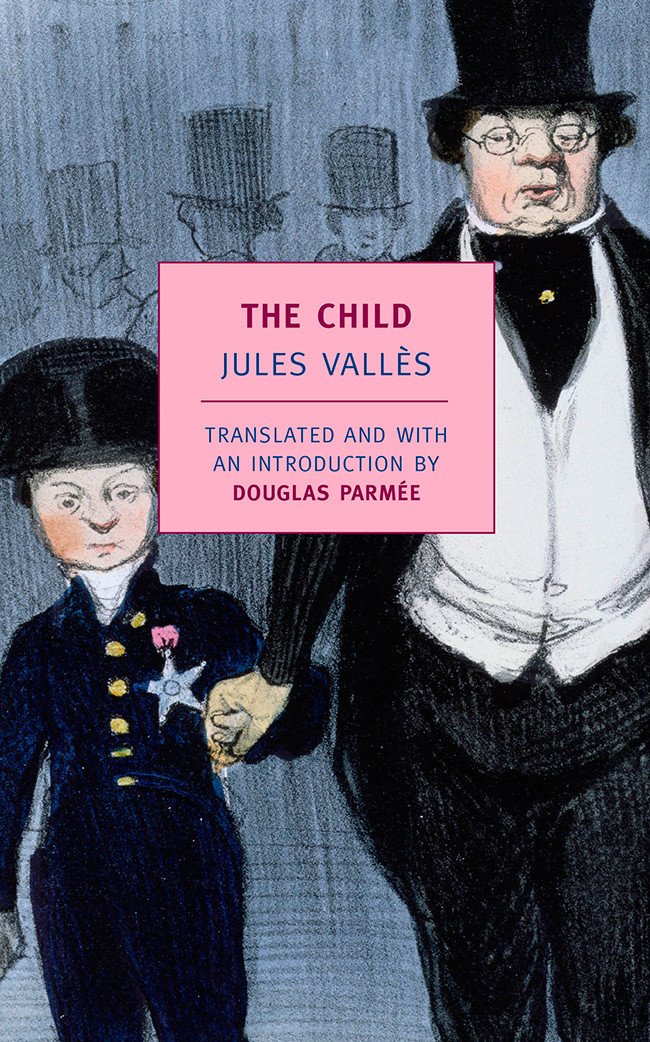 THE CHILD
JULES VALLÈS
TRANSLATED AND WITH
AN INTRODUCTION BY
DOUGLAS PARMÉE